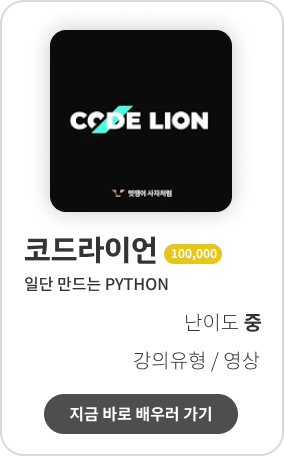 CODE LION
멋쟁이 사자처럼
코드라이언 100,000
일단 만드는 PYTHON
난이도 중
강의유형 / 영상
지금 바로 배우러 가기